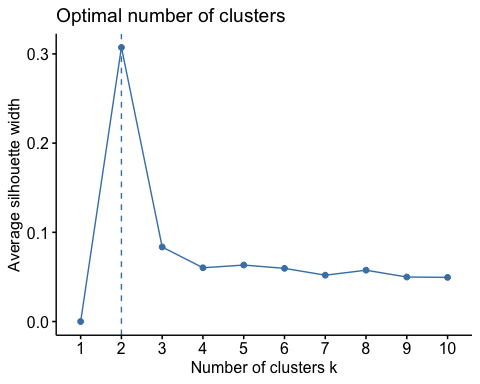 Optimal number of clusters
Average silhouette width
0.3
0.2
0.1
0.0
1 2 3 4 5 6 7 8 9 10
Number of clusters k